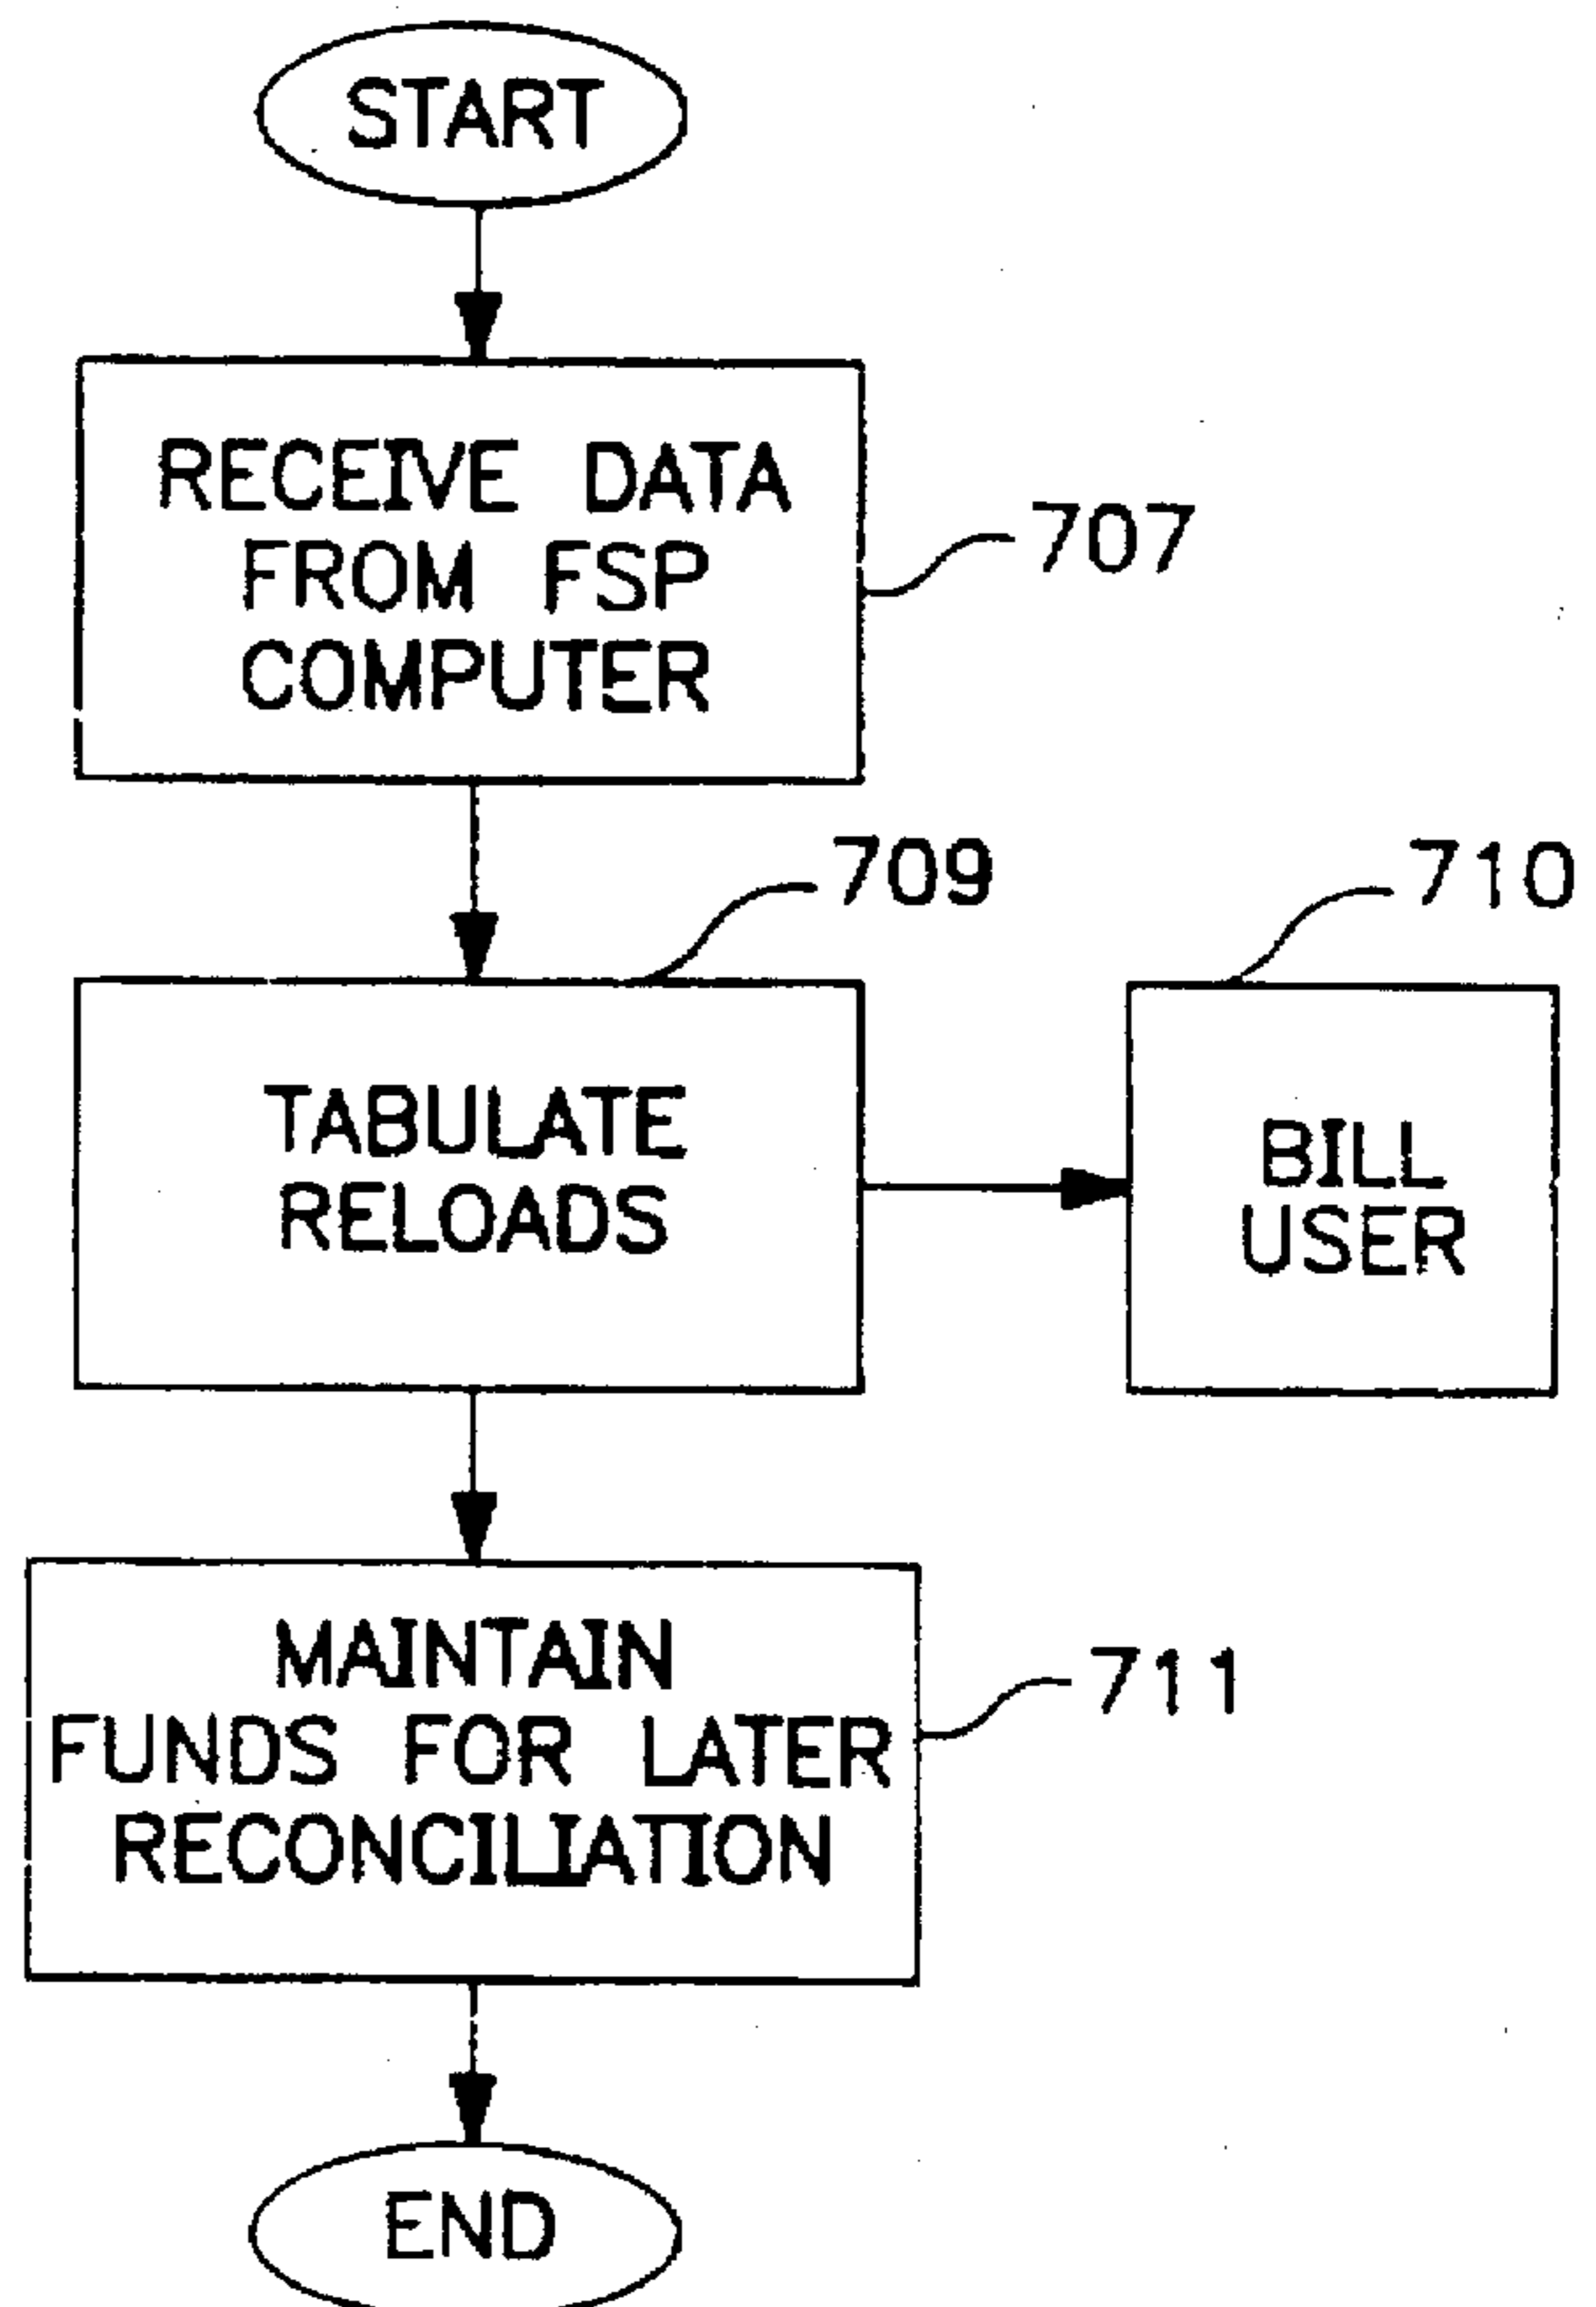 START
RECEIVE DATA
FROM FSP
COMPUTER
707
709
710
TABULATE
RELOADS
BILL
USER
MAINTAIN
FUNDS FOR LATER
RECONCILIATION
711
END